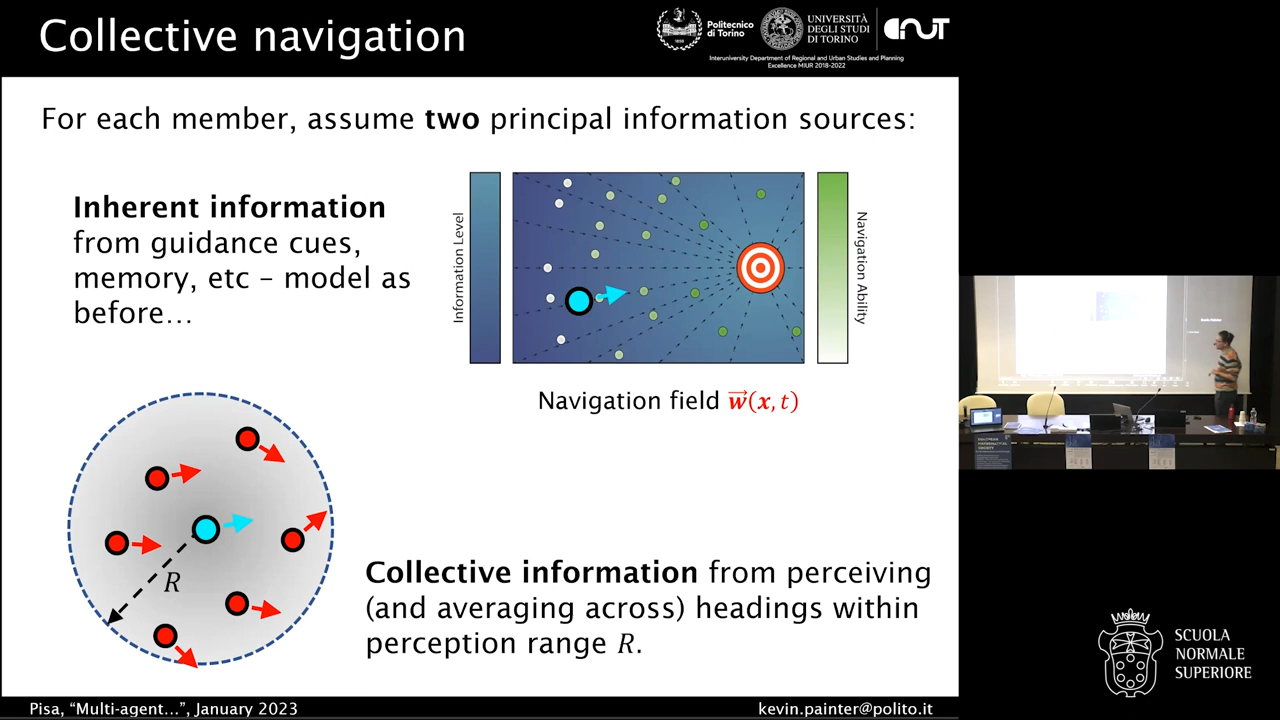 Collective navigation
Politecnico
di Torino
UNIVERSITÀ
DEGLI STUDI
DI TORINO
Interuniversity Department of Regional and Urban Studies and Planning
Excellence MIUR 2018-2022
For each member, assume two principal information sources:
Inherent information
from guidance cues,
memory, etc – model as
before…
Information Level
Navigation Ability
Navigation field w⃗(x, t)
R
Collective information from perceiving
(and averaging across) headings within
perception range R.
Pisa, “Multi-agent…”, January 2023
kevin.painter@polito.it
SCUOLA
NORMALE
SUPERIORE